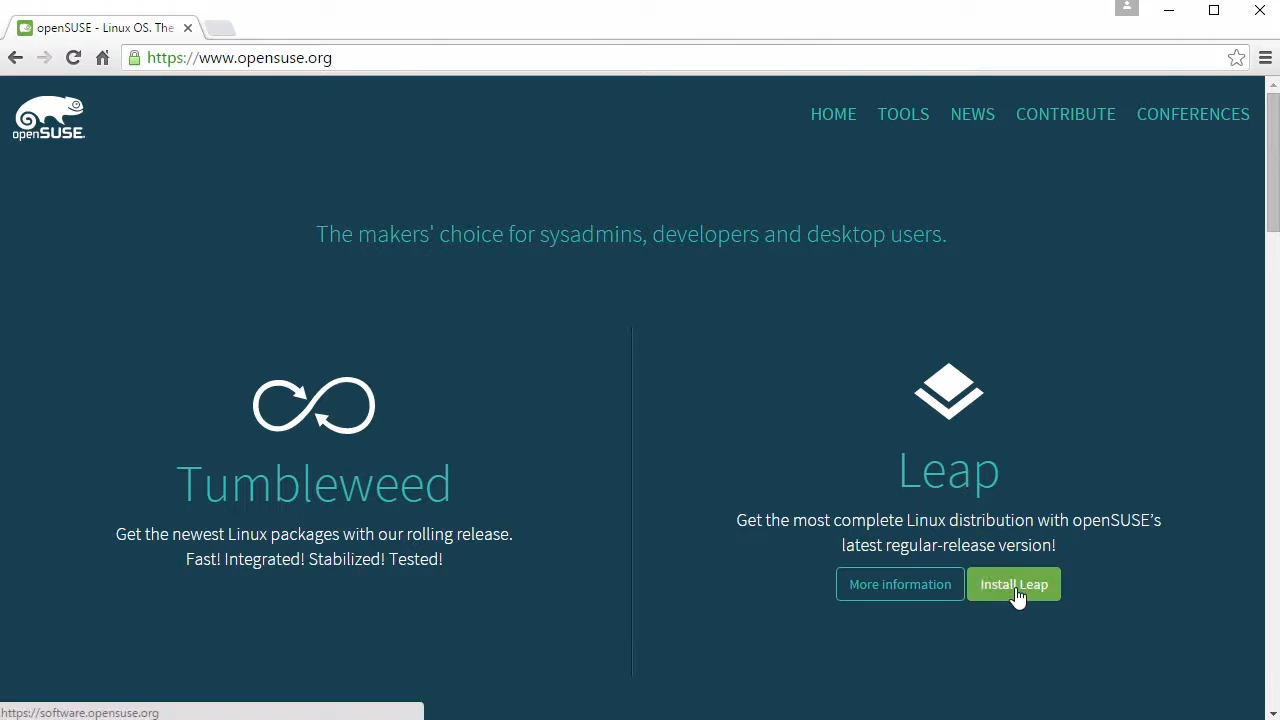 openSUSE - Linux OS. The
https://www.opensuse.org
openSUSE.
HOME TOOLS NEWS CONTRIBUTE CONFERENCES
The makers' choice for sysadmins, developers and desktop users.
Tumbleweed
Get the newest Linux packages with our rolling release.
Fast! Integrated! Stabilized! Tested!
Leap
Get the most complete Linux distribution with openSUSE’s
latest regular-release version!
More information
Install Leap
https://software.opensuse.org